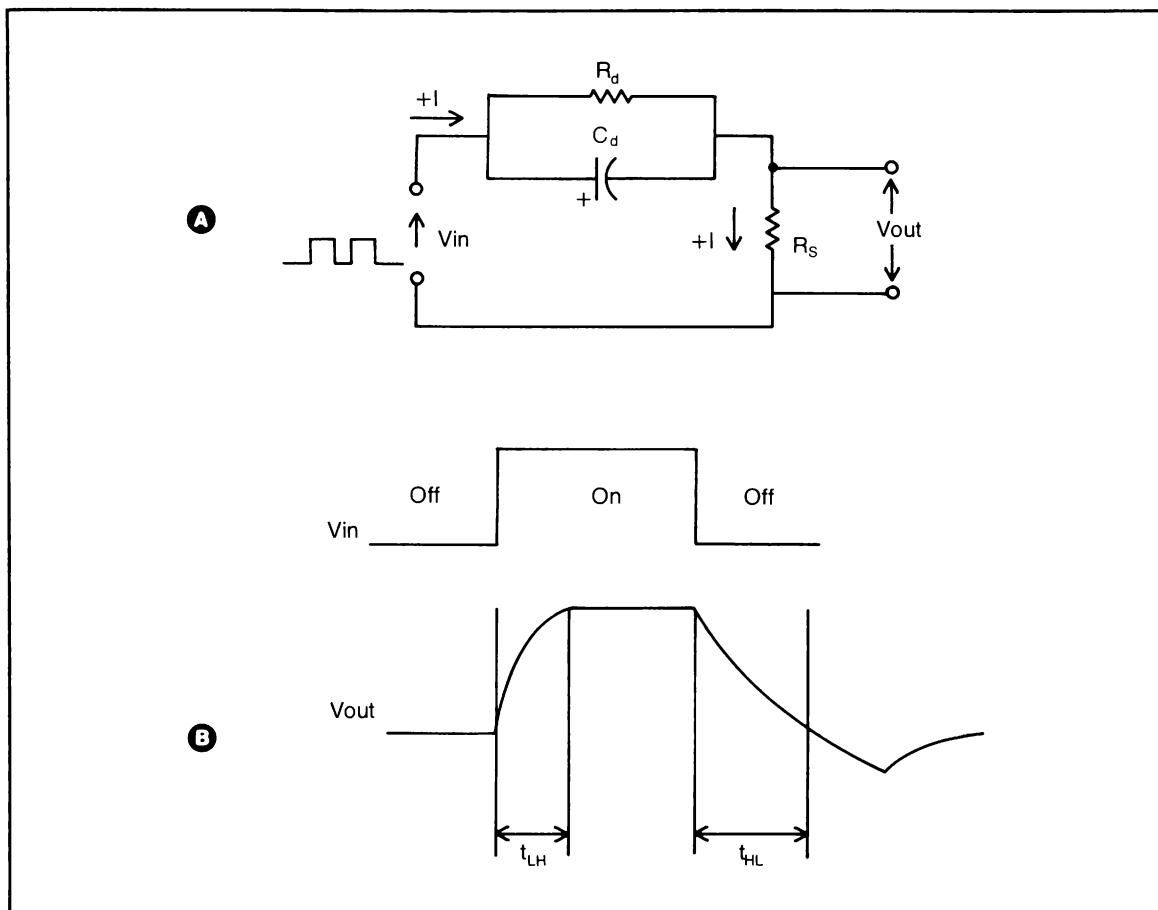 R_d
+I
C_d
+
A
Vin
+I
R_S
Vout
Off
On
Off
Vin
Vout
B
t_LH
t_HL